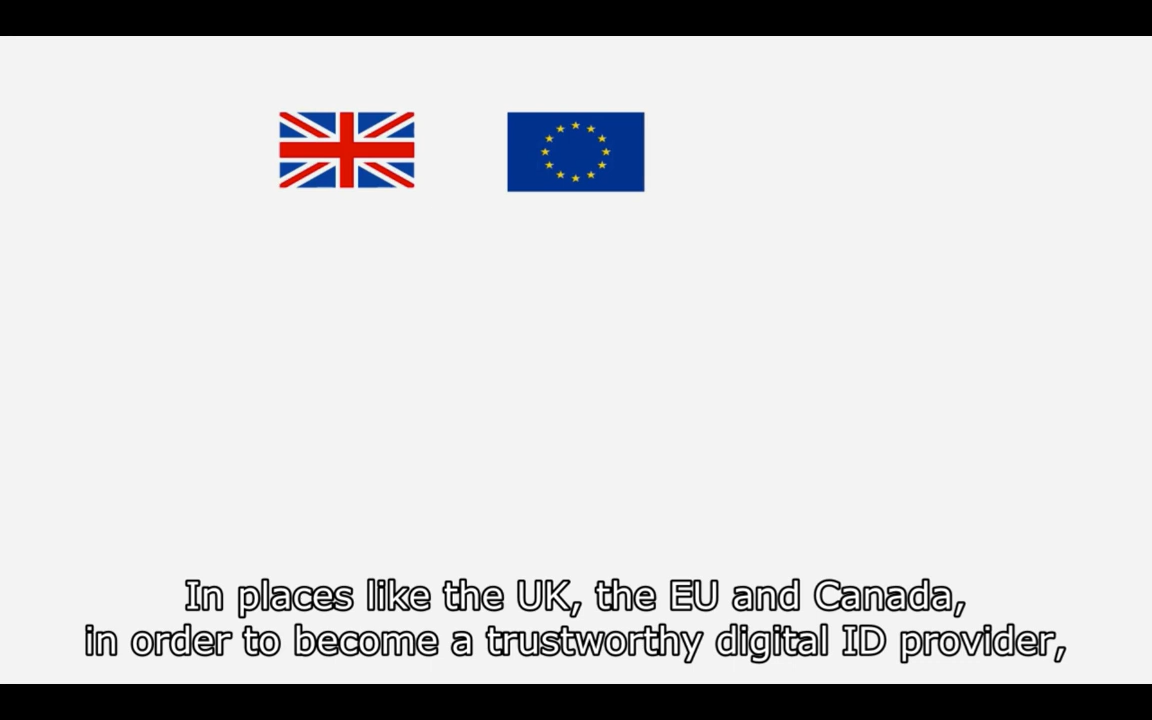 In places like the UK, the EU and Canada,
in order to become a trustworthy digital ID provider,